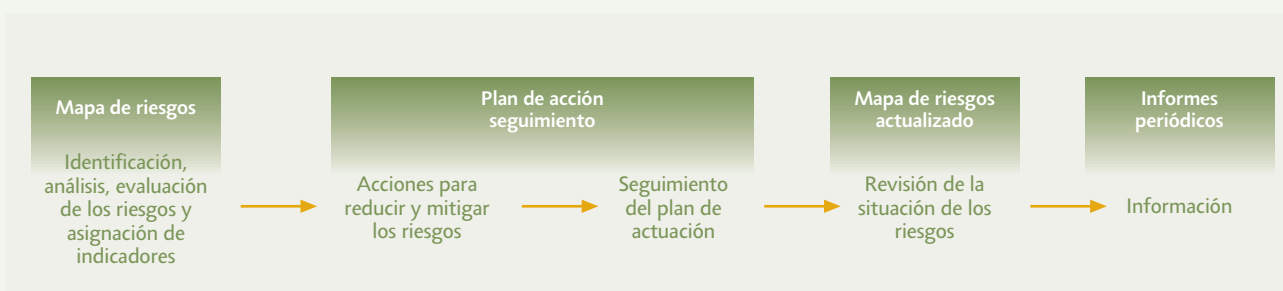 Mapa de riesgos
Identificación,
análisis, evaluación
de los riesgos y
asignación de
indicadores
Plan de acción
seguimiento
Acciones para
reducir y mitigar
los riesgos
Seguimiento
del plan de
actuación
Mapa de riesgos
actualizado
Revisión de la
situación de los
riesgos
Informes
periódicos
Información